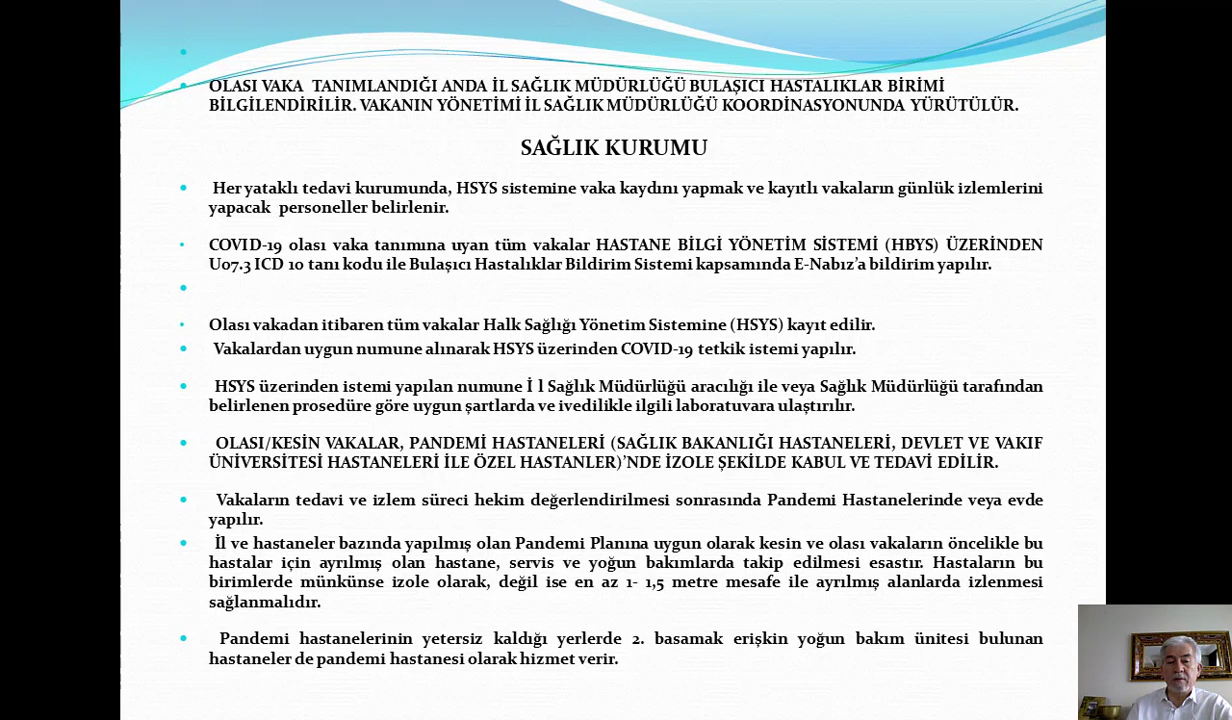 OLASI VAKA TANIMLANDIĞI ANDA İL SAĞLIK MÜDÜRLÜĞÜ BULAŞICI HASTALIKLAR BİRİMİ
BİLGİLENDİRİLİR. VAKANIN YÖNETİMİ İL SAĞLIK MÜDÜRLÜĞÜ KOORDİNASYONUNDA YÜRÜTÜLÜR.
SAĞLIK KURUMU
Her yataklı tedavi kurumunda, HSYS sistemine vaka kaydını yapmak ve kayıtlı vakaların günlük izlemlerini
yapacak personeller belirlenir.
COVID-19 olası vaka tanımına uyan tüm vakalar HASTANE BİLGİ YÖNETİM SİSTEMİ (HBYS) ÜZERİNDEN
U07.3 ICD 10 tanı kodu ile Bulaşıcı Hastalıklar Bildirim Sistemi kapsamında E-Nabız’a bildirim yapılır.
Olası vakadan itibaren tüm vakalar Halk Sağlığı Yönetim Sistemine (HSYS) kayıt edilir.
Vakalardan uygun numune alınarak HSYS üzerinden COVID-19 tetkik istemi yapılır.
HSYS üzerinden istemi yapılan numune İ l Sağlık Müdürlüğü aracılığı ile veya Sağlık Müdürlüğü tarafından
belirlenen prosedüre göre uygun şartlarda ve ivedilikle ilgili laboratuvara ulaştırılır.
OLASI/KESİN VAKALAR, PANDEMİ HASTANELERİ (SAĞLIK BAKANLIĞI HASTANELERİ, DEVLET VE VAKIF
ÜNİVERSİTESİ HASTANELERİ İLE ÖZEL HASTANLER)’NDE İZOLE ŞEKİLDE KABUL VE TEDAVİ EDİLİR.
Vakaların tedavi ve izlem süreci hekim değerlendirilmesi sonrasında Pandemi Hastanelerinde veya evde
yapılır.
İl ve hastaneler bazında yapılmış olan Pandemi Planına uygun olarak kesin ve olası vakaların öncelikle bu
hastalar için ayrılmış olan hastane, servis ve yoğun bakımlarda takip edilmesi esastır. Hastaların bu
birimlerde münkünse izole olarak, değil ise en az 1- 1,5 metre mesafe ile ayrılmış alanlarda izlenmesi
sağlanmalıdır.
Pandemi hastanelerinin yetersiz kaldığı yerlerde 2. basamak erişkin yoğun bakım ünitesi bulunan
hastaneler de pandemi hastanesi olarak hizmet verir.